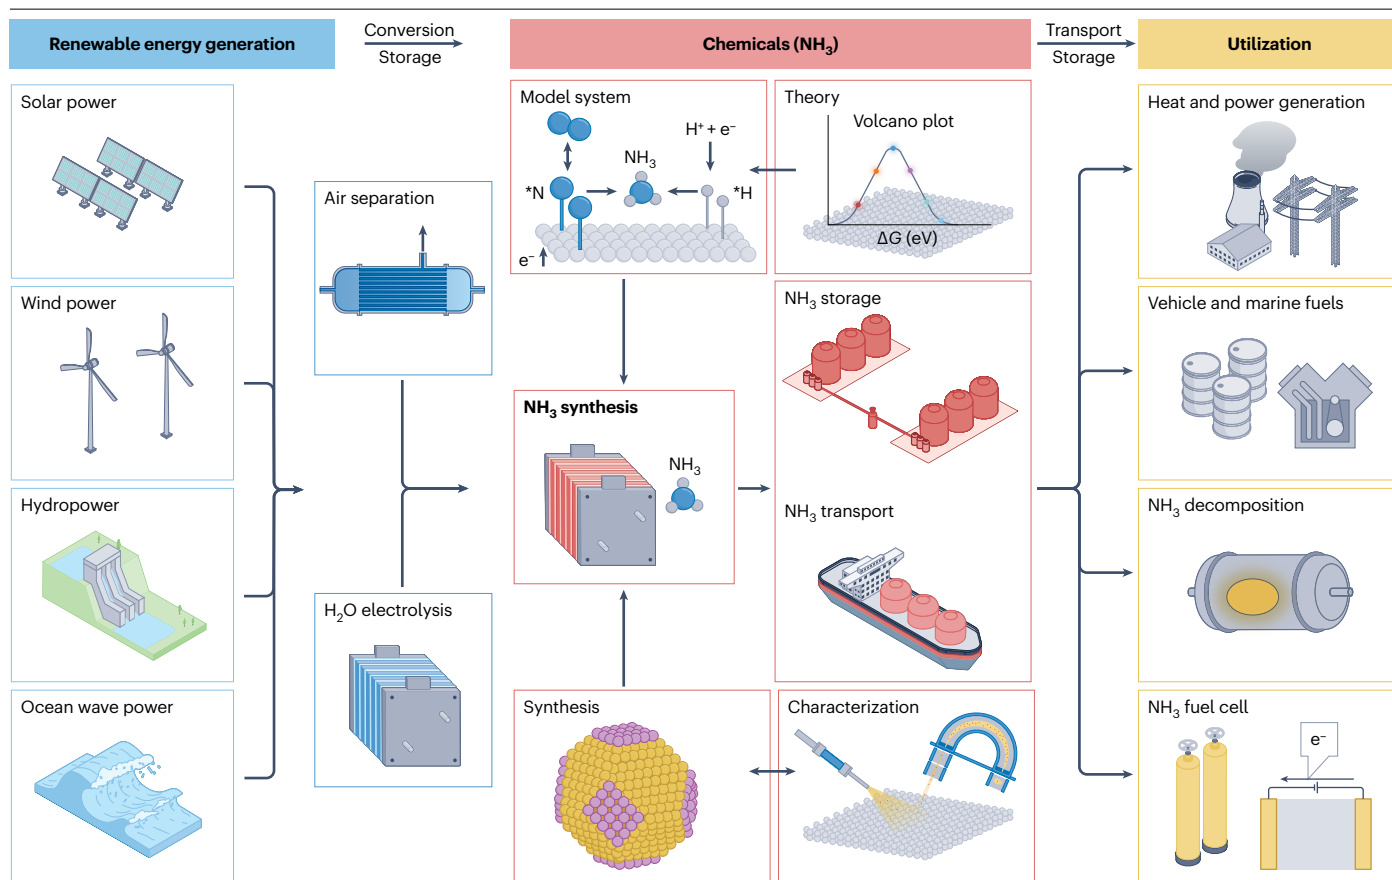 Renewable energy generation
Conversion
Storage
Chemicals (NH₃)
Transport
Storage
Utilization
Solar power
Wind power
Hydropower
Ocean wave power
Air separation
H₂O electrolysis
Model system
H⁺ + e⁻
NH₃
*N
*H
e⁻
Theory
Volcano plot
ΔG (eV)
NH₃ synthesis
NH₃
NH₃ storage
NH₃ transport
Synthesis
Characterization
Heat and power generation
Vehicle and marine fuels
NH₃ decomposition
NH₃ fuel cell
e⁻